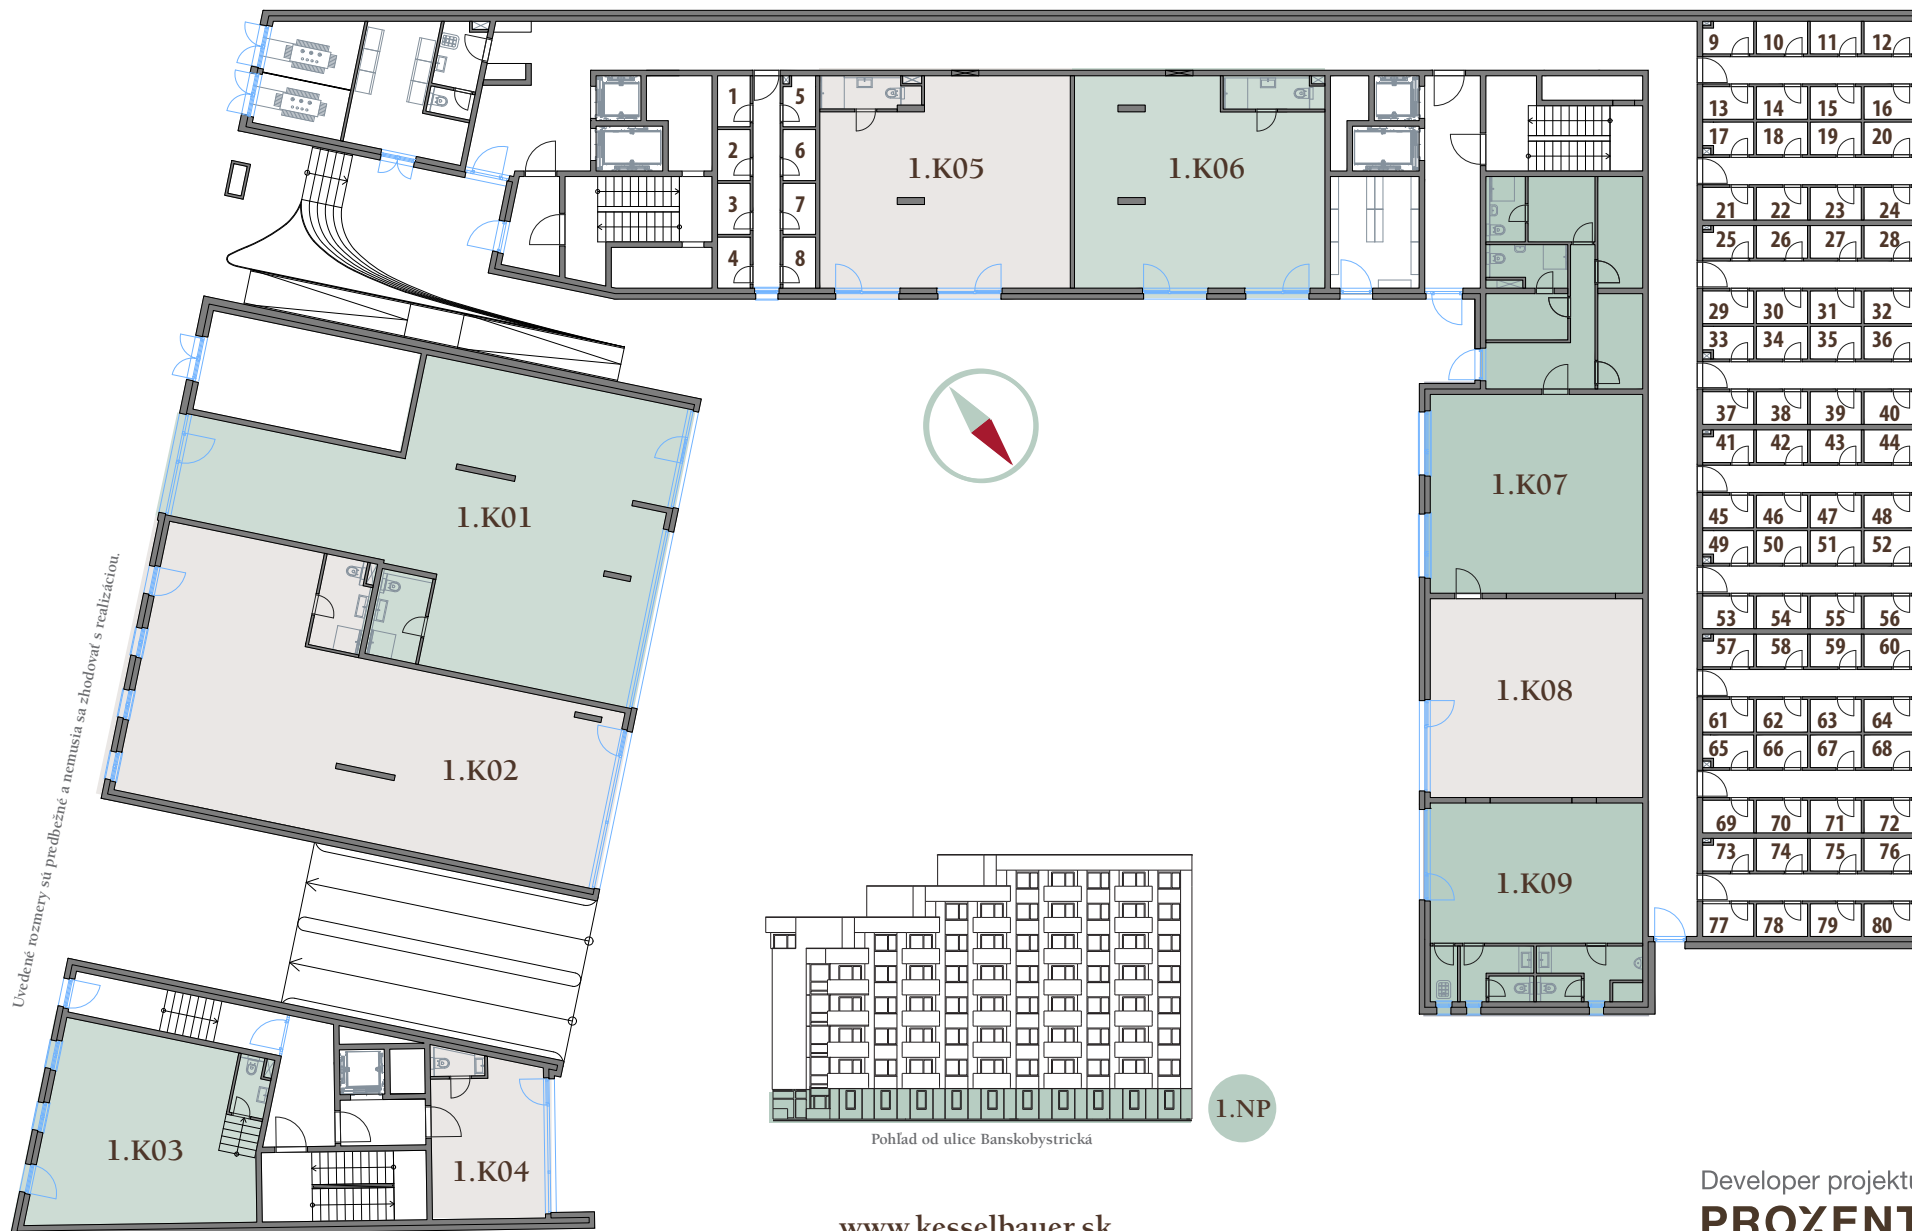 9 10 11 12
13 14 15 16
17 18 19 20
21 22 23 24
25 26 27 28
29 30 31 32
33 34 35 36
37 38 39 40
41 42 43 44
45 46 47 48
49 50 51 52
53 54 55 56
57 58 59 60
61 62 63 64
65 66 67 68
69 70 71 72
73 74 75 76
77 78 79 80
1 5
2 6
3 7
4 8
1.K05
1.K06
1.K07
1.K01
1.K08
1.K02
1.K09
1.K03
1.K04
Uvedené rozmery sú predbežné a nemusia sa zhodovať s realizáciou.
1.NP
Pohľad od ulice Banskobystrická
www.kesselbauer.sk
Developer projektu
PROXENT